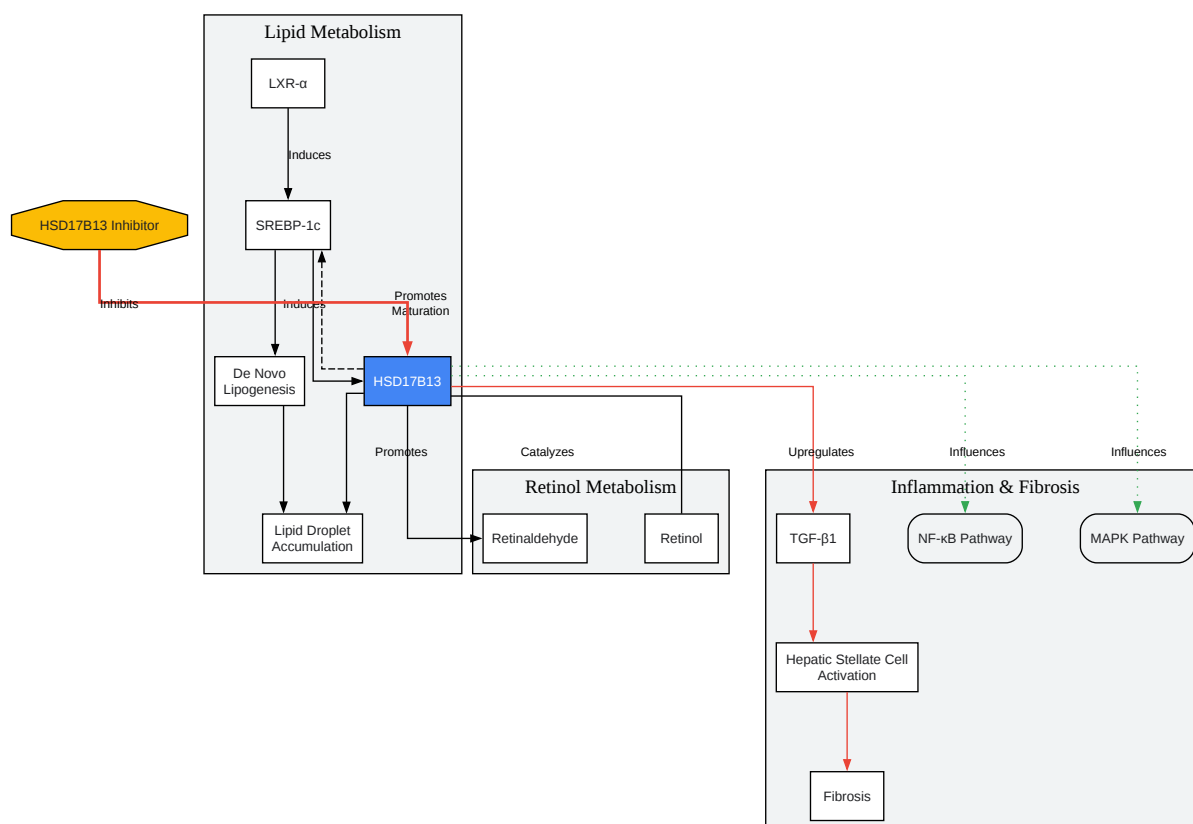 Lipid Metabolism
LXR-α
Induces
HSD17B13 Inhibitor
SREBP-1c
Inhibits
Induces
Promotes
Maturation
De Novo
Lipogenesis
HSD17B13
Promotes
Catalyzes
Upregulates
Influences
Influences
Retinol Metabolism
Inflammation & Fibrosis
Lipid Droplet
Accumulation
Retinaldehyde
Retinol
TGF-β1
NF-κB Pathway
MAPK Pathway
Hepatic Stellate Cell
Activation
Fibrosis